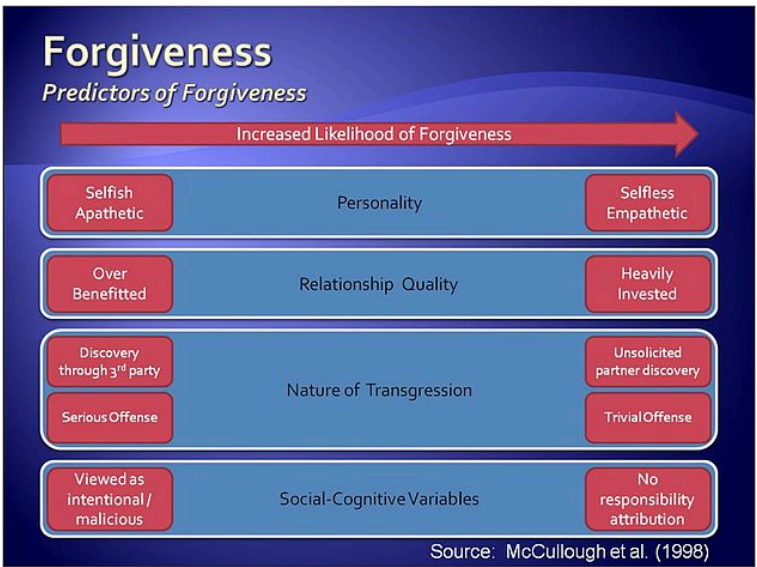 Forgiveness
Predictors of Forgiveness
Increased Likelihood of Forgiveness
Selfish
Apathetic
Personality
Selfless
Empathetic
Over
Benefitted
Relationship Quality
Heavily
Invested
Discovery
through 3rd party
Serious Offense
Nature of Transgression
Unsolicited
partner discovery
Trivial Offense
Viewed as
intentional/
malicious
Social-Cognitive Variables
No
responsibility
attribution
Source: McCullough et al. (1998)